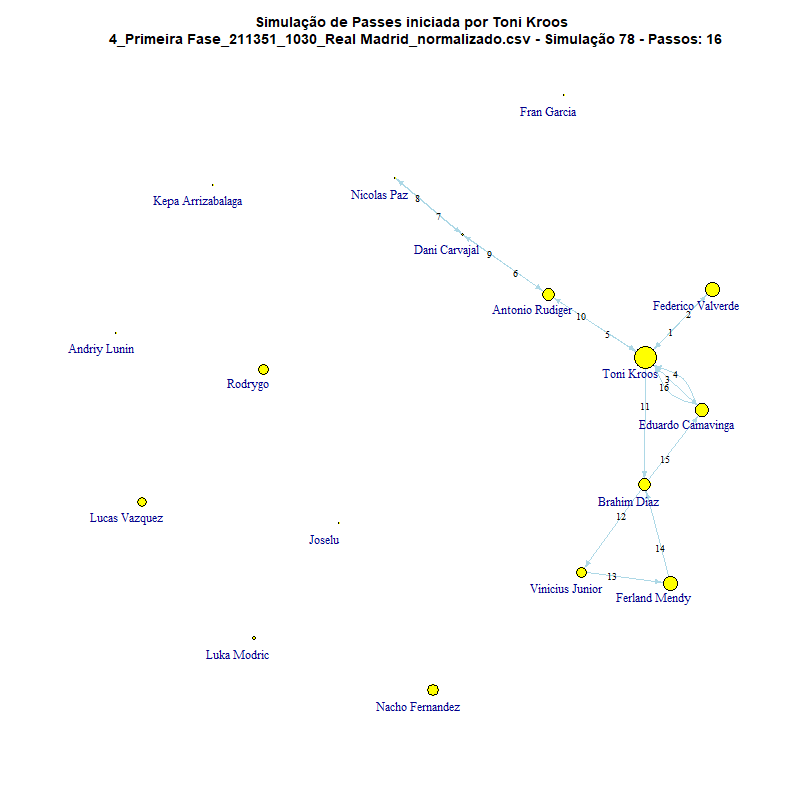 Simulação de Passes iniciada por Toni Kroos
4_Primeira Fase_211351_1030_Real Madrid_normalizado.csv - Simulação 78 - Passos: 16
Fran Garcia
Kepa Arrizabalaga
Nicolas Paz
8
7
Dani Carvajal
9
6
Antonio Rudiger
10
5
Federico Valverde
2
1
Andriy Lunin
Rodrygo
Toni Kroos
3
4
16
11
Eduardo Camavinga
15
Brahim Diaz
12
14
13
Lucas Vazquez
Joselu
Vinicius Junior
Ferland Mendy
Luka Modric
Nacho Fernandez